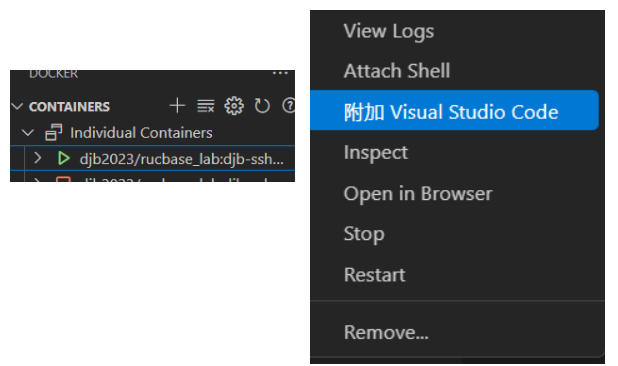 DOCKER
CONTAINERS
Individual Containers
djb2023/rucbase_lab:djb-ssh...
View Logs
Attach Shell
附加 Visual Studio Code
Inspect
Open in Browser
Stop
Restart
Remove...